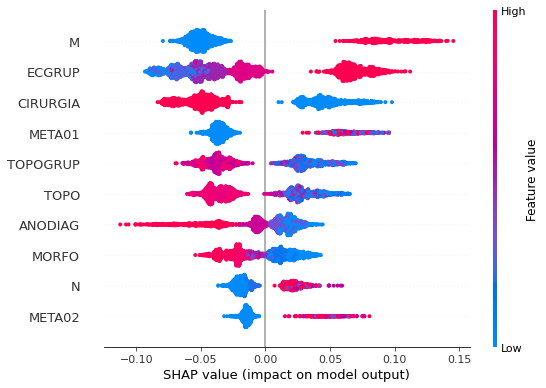 High
M
ECGRUP
CIRURGIA
META01
TOPOGRUP
TOPO
ANODIAG
MORFO
N
META02
Feature value
Low
−0.10 −0.05 0.00 0.05 0.10 0.15
SHAP value (impact on model output)